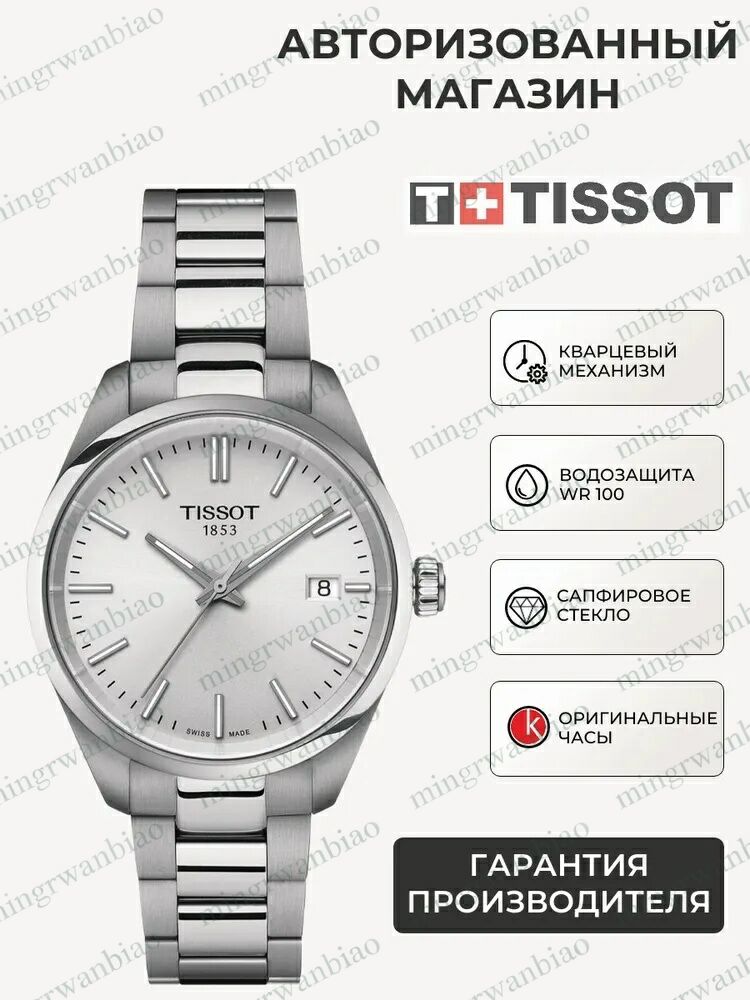 АВТОРИЗОВАННЫЙ
МАГАЗИН
T+TISSOT
КВАРЦЕВЫЙ
МЕХАНИЗМ
ВОДОЗАЩИТА
WR 100
САПФИРОВОЕ
СТЕКЛО
k ОРИГИНАЛЬНЫЕ
ЧАСЫ
ГАРАНТИЯ
ПРОИЗВОДИТЕЛЯ
TISSOT
1853
8
SWISS MADE
mingrwanbiao